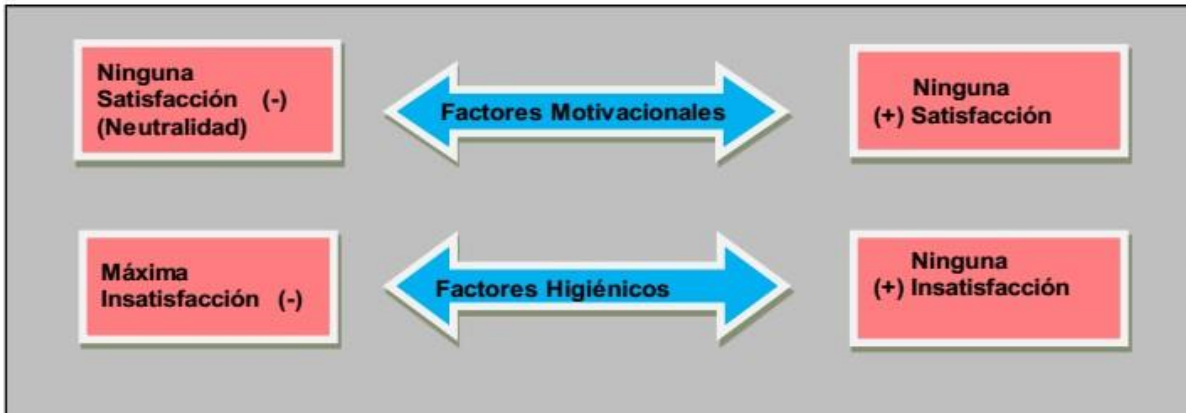 Ninguna
Satisfacción (-)
(Neutralidad)
Factores Motivacionales
Ninguna
(+) Satisfacción
Máxima
Insatisfacción (-)
Factores Higiénicos
Ninguna
(+) Insatisfacción